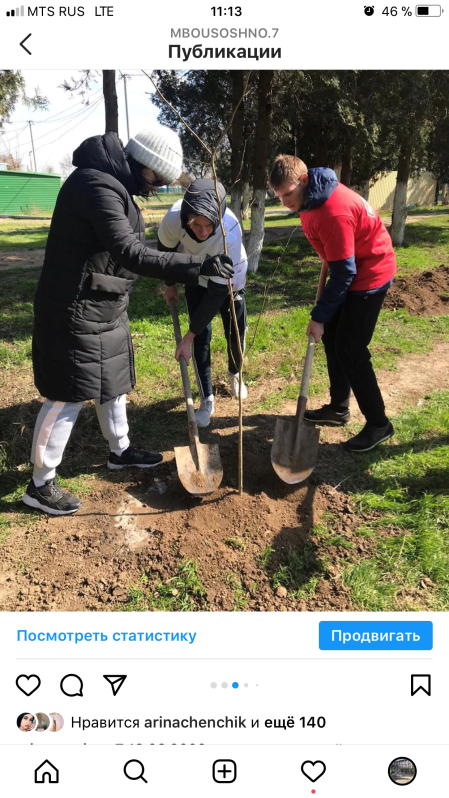 MTS RUS LTE 11:13 46 %
MBOUSOSHNO.7
Публикации
Посмотреть статистику Продвигать
Нравится arinachenchik и ещё 140